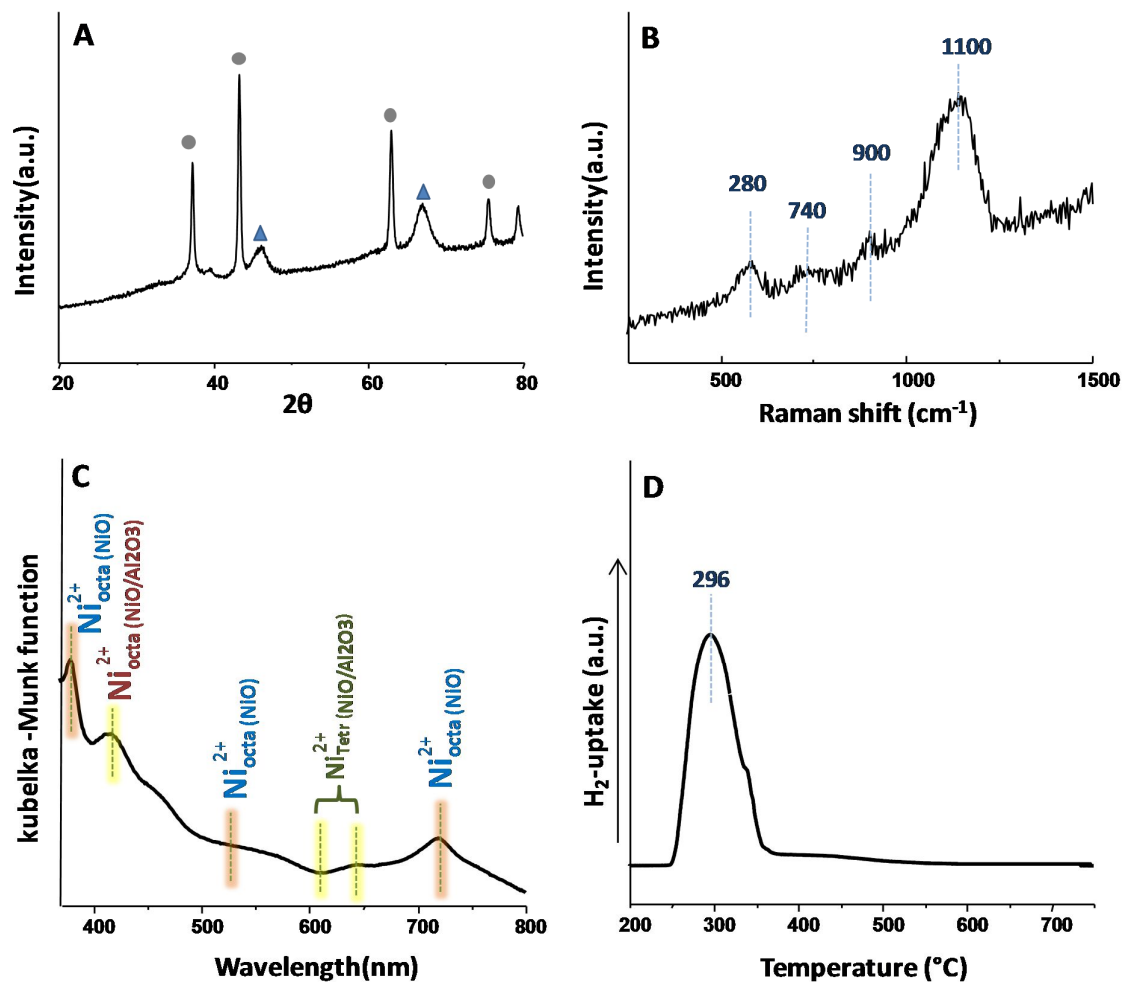 A
Intensity(a.u.)
20
40
60
80
2θ
B
Intensity(a.u.)
280
740
900
1100
500
1000
1500
Raman shift (cm-1)
C
kubelka -Munk function
Ni2+octa (NiO)
Ni2+octa (NiO/Al2O3)
Ni2+octa (NiO)
Ni2+Tetr (NiO/Al2O3)
Ni2+octa (NiO)
400
500
600
700
800
Wavelength(nm)
D
H2-uptake (a.u.)
296
200
300
400
500
600
700
Temperature (°C)